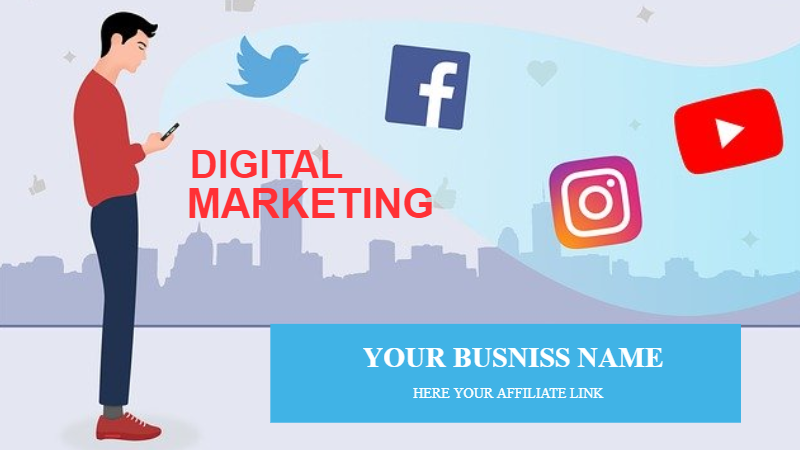 DIGITAL
MARKETING
YOUR BUSNISS NAME
HERE YOUR AFFILIATE LINK